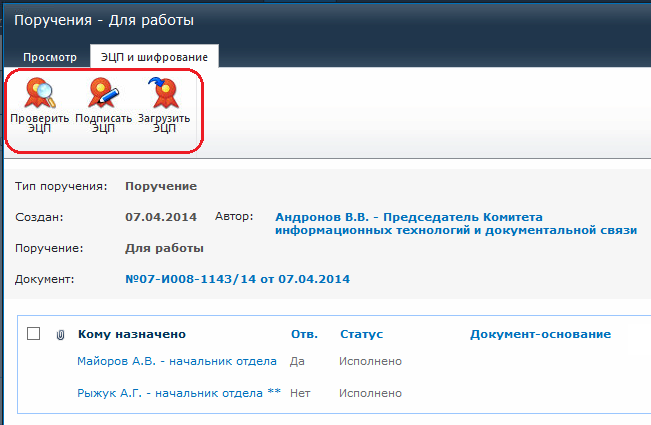 Поручения - Для работы
Просмотр ЭЦП и шифрование
Проверить Подписать Загрузить
ЭЦП ЭЦП ЭЦП
Тип поручения: Поручение
Создан: 07.04.2014 Автор: Андронов В.В. - Председатель Комитета
информационных технологий и документальной связи
Поручение: Для работы
Документ: №07-И008-1143/14 от 07.04.2014
Кому назначено Отв. Статус Документ-основание
Майоров А.В. - начальник отдела Да Исполнено
Рыжук А.Г. - начальник отдела ** Нет Исполнено